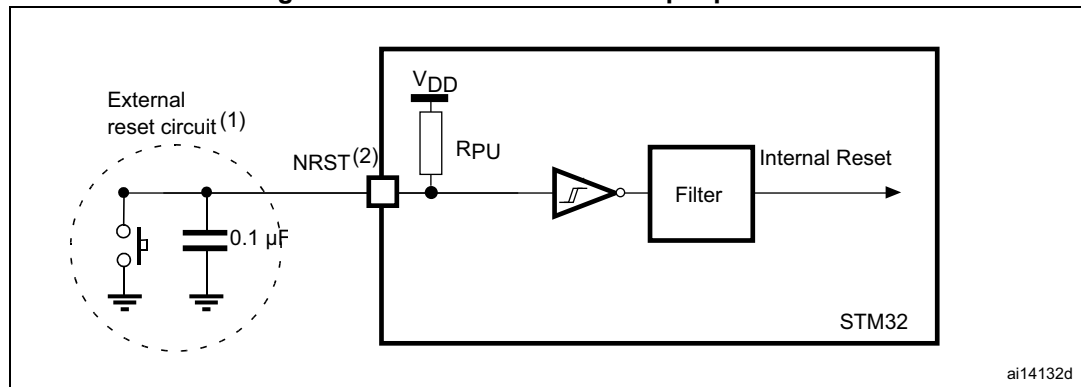 VDD
External
reset circuit(1)
NRST(2)
RPU
Internal Reset
Filter
0.1 µF
STM32
ai14132d